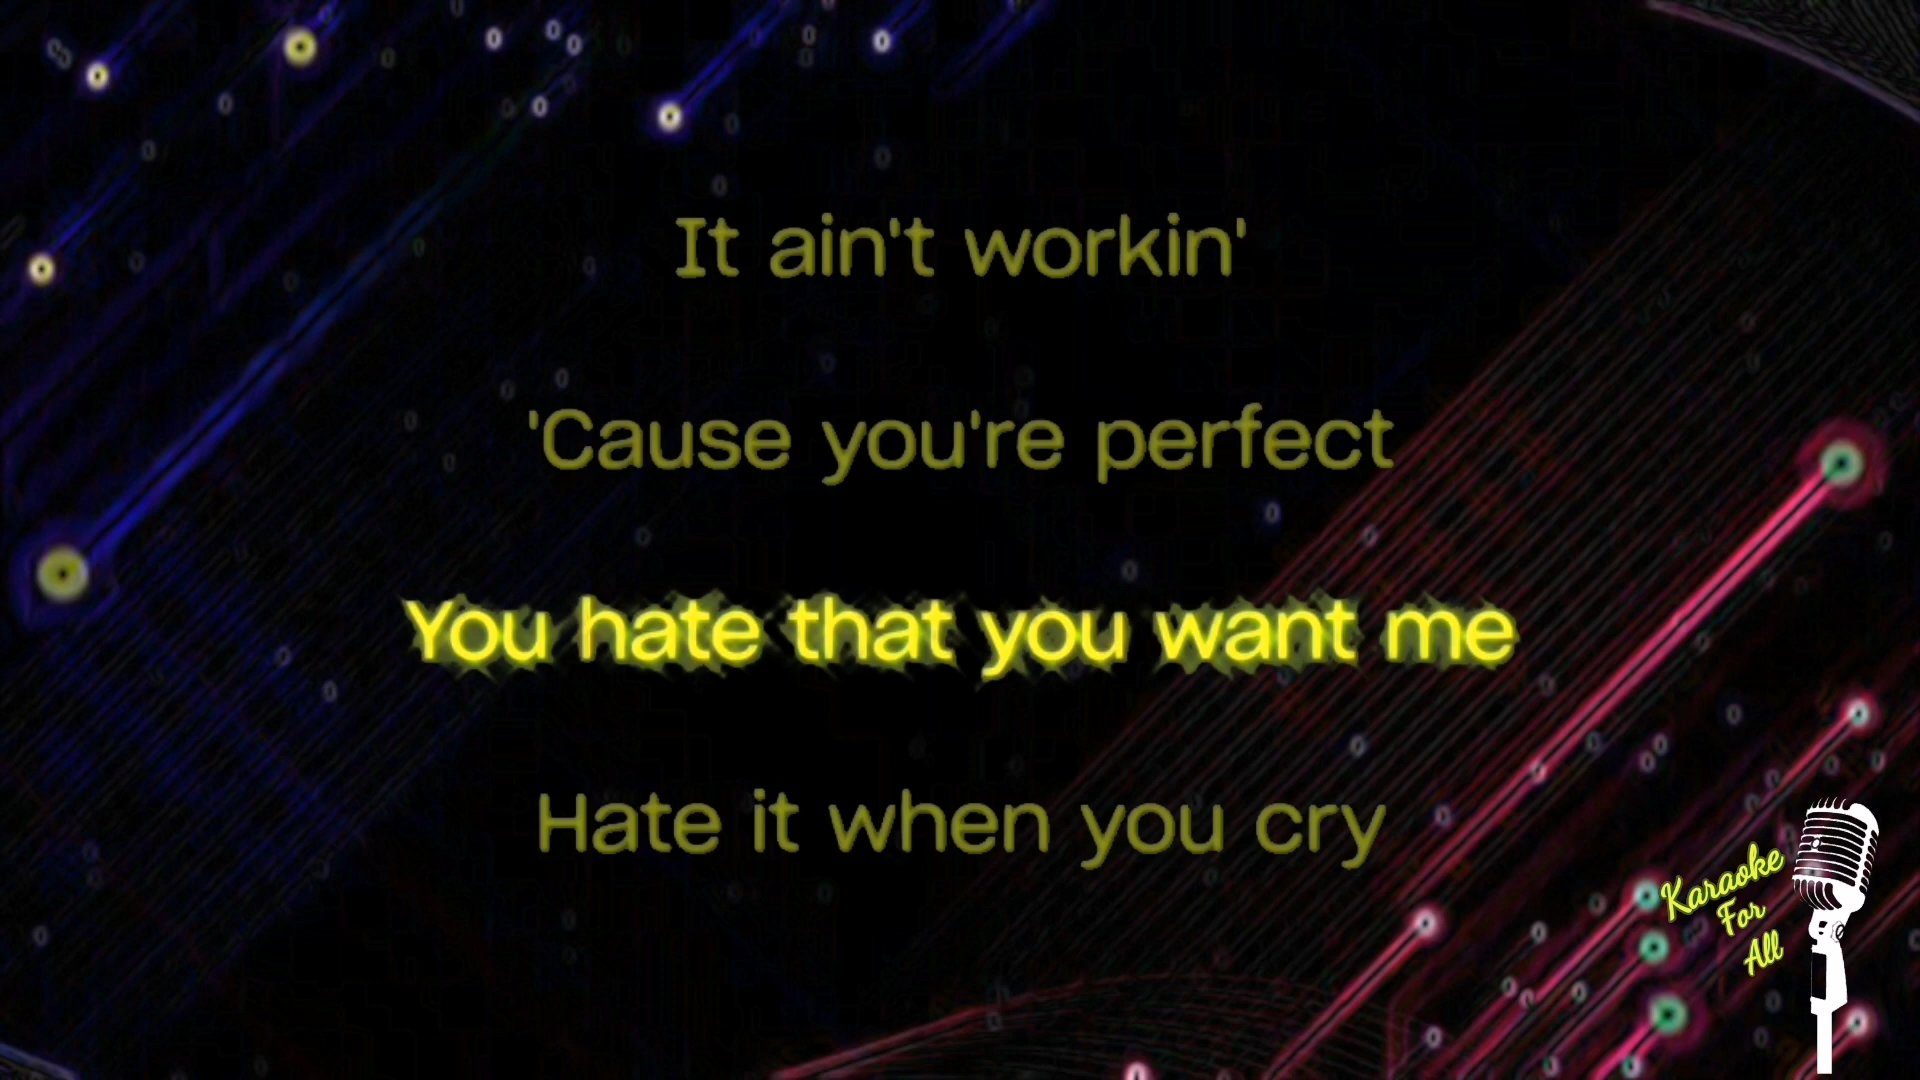 It ain't workin'
'Cause you're perfect
You hate that you want me
Hate it when you cry
Karaoke
For
All